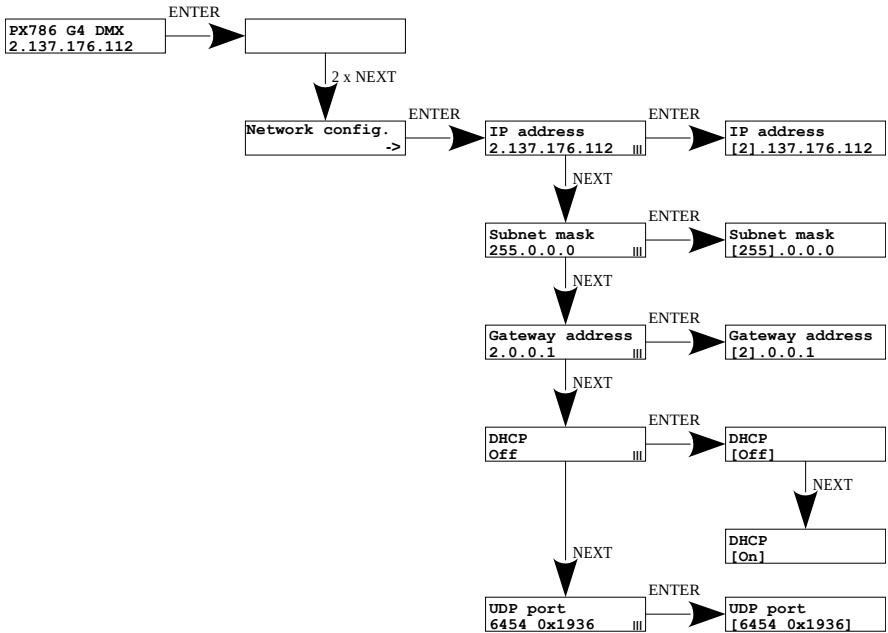 ENTER
PX786 G4 DMX
2.137.176.112
2 x NEXT
ENTER
ENTER
Network config.
->
IP address
2.137.176.112
IP address
[2].137.176.112
NEXT
ENTER
Subnet mask
255.0.0.0
Subnet mask
[255].0.0.0
NEXT
ENTER
Gateway address
2.0.0.1
Gateway address
[2].0.0.1
NEXT
ENTER
DHCP
Off
DHCP
[Off]
NEXT
DHCP
[On]
NEXT
ENTER
UDP port
6454 0x1936
UDP port
[6454 0x1936]